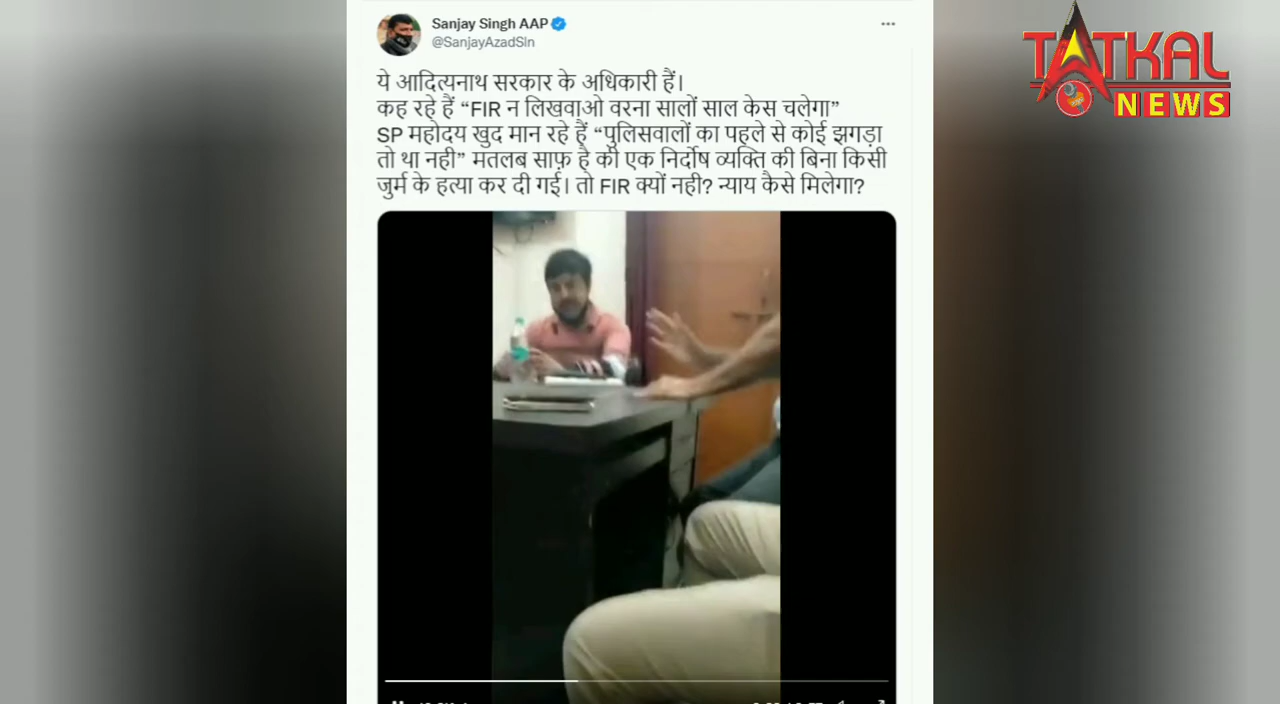 Sanjay Singh AAP
@SanjayAzadSln
ये आदित्यनाथ सरकार के अधिकारी हैं।
कह रहे हैं “FIR न लिखवाओ वरना सालों साल केस चलेगा”
SP महोदय खुद मान रहे हैं “पुलिसवालों का पहले से कोई झगड़ा
तो था नही” मतलब साफ़ है की एक निर्दोष व्यक्ति की बिना किसी
जुर्म के हत्या कर दी गई। तो FIR क्यों नही? न्याय कैसे मिलेगा?
TATKAL
NEWS